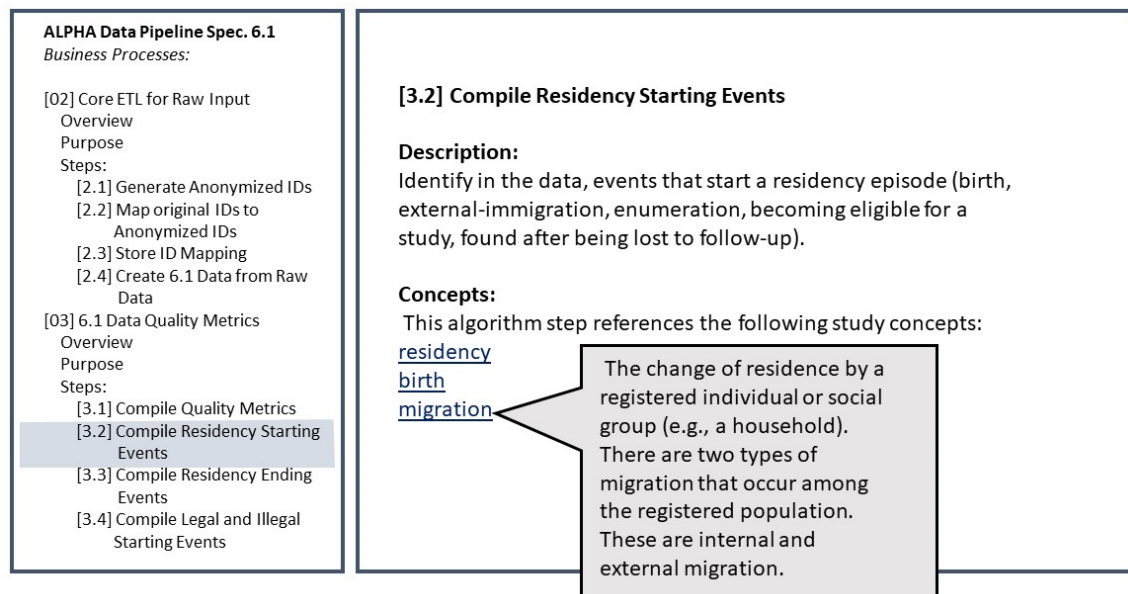 ALPHA Data Pipeline Spec. 6.1
Business Processes:
[02] Core ETL for Raw Input
Overview
Purpose
Steps:
[2.1] Generate Anonymized IDs
[2.2] Map original IDs to
Anonymized IDs
[2.3] Store ID Mapping
[2.4] Create 6.1 Data from Raw
Data
[03] 6.1 Data Quality Metrics
Overview
Purpose
Steps:
[3.1] Compile Quality Metrics
[3.2] Compile Residency Starting
Events
[3.3] Compile Residency Ending
Events
[3.4] Compile Legal and Illegal
Starting Events
[3.2] Compile Residency Starting Events
Description:
Identify in the data, events that start a residency episode (birth,
external-immigration, enumeration, becoming eligible for a
study, found after being lost to follow-up).
Concepts:
This algorithm step references the following study concepts:
residency
birth
migration
The change of residence by a
registered individual or social
group (e.g., a household).
There are two types of
migration that occur among
the registered population.
These are internal and
external migration.